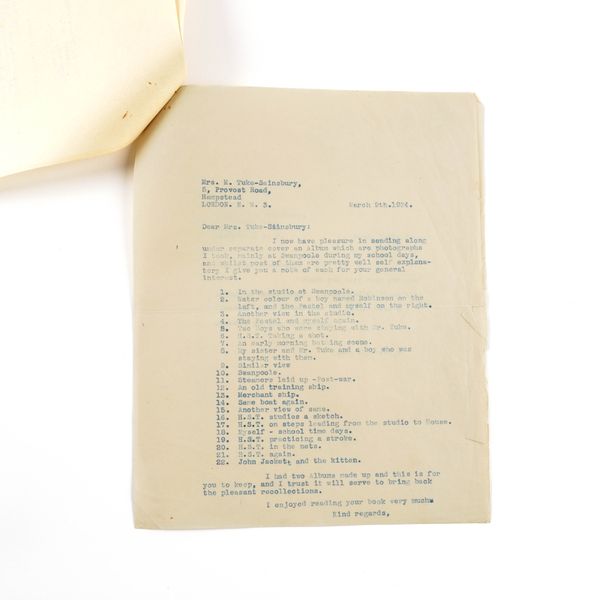 Mrs. M. Tuke-Sainsbury,
5, Provost Road,
Hampstead
LONDON. N. W. 3. March 9th.1934.
Dear Mrs. Tuke-Sainsbury:
I now have pleasure in sending along
under separate cover an Album which are photographs
I took, mainly at Swanpoole during my school days,
and whilst most of them are pretty well self explana-
tory I give you a note of each for your general
interest.
1. In the studio at Swanpoole.
2. Water colour of a boy named Robinson on the
left, and the Pastel and myself on the right.
3. Another view in the studio.
4. The Pastel and myself again.
5. Two Boys who were staying with Mr. Tuke.
6. H.S.T. Taking a shot.
7. An early morning bathing scene.
8. My sister and Mr. Tuke and a boy who was
staying with them.
9. Similar view
10. Swanpoole.
11. Steamers laid up -Post-war.
12. An old training ship.
13. Merchant ship.
14. Same boat again.
15. Another view of same.
16. H.S.T. studies a sketch.
17. H.S.T. on steps leading from the studio to House.
18. Myself - school time days.
19. H.S.T. practicing a stroke.
20. H.S.T. in the nets.
21. H.S.T. again.
22. John Jacket, and the kitten.
I had two Albums made up and this is for
you to keep, and I trust it will serve to bring back
the pleasant recollections.
I enjoyed reading your book very much.
Kind regards,